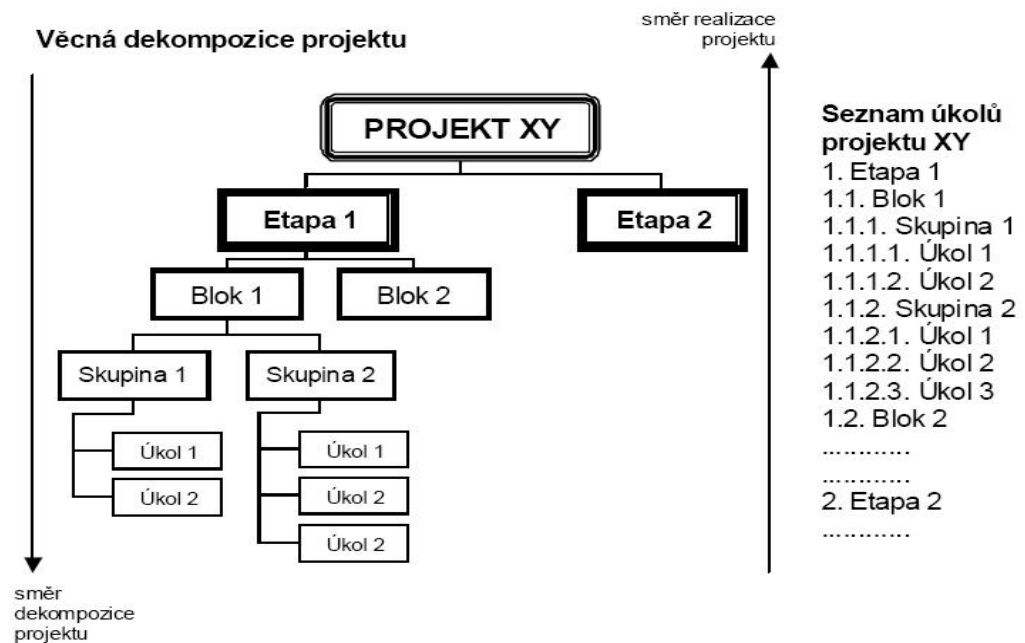 Věcná dekompozice projektu
směr realizace
projektu
PROJEKT XY
Etapa 1
Etapa 2
Blok 1
Blok 2
Skupina 1
Skupina 2
Úkol 1
Úkol 2
Úkol 1
Úkol 2
Úkol 2
směr
dekompozice
projektu
Seznam úkolů
projektu XY
1. Etapa 1
1.1. Blok 1
1.1.1. Skupina 1
1.1.1.1. Úkol 1
1.1.1.2. Úkol 2
1.1.2. Skupina 2
1.1.2.1. Úkol 1
1.1.2.2. Úkol 2
1.1.2.3. Úkol 3
1.2. Blok 2
............
............
2. Etapa 2
............